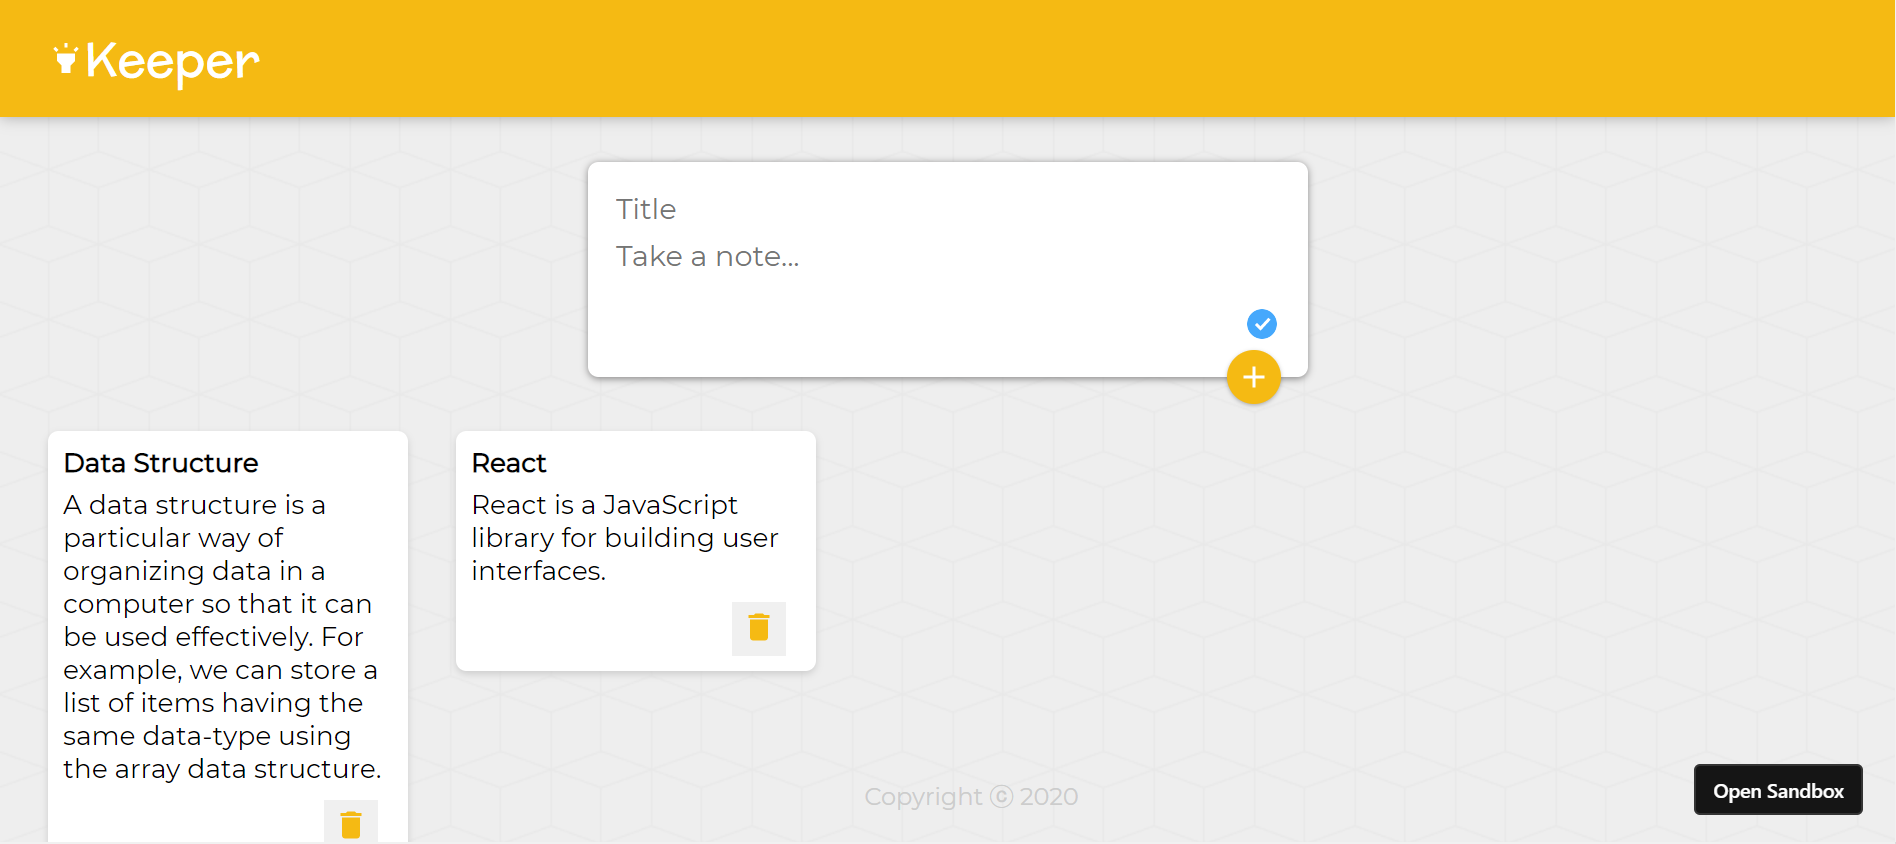 Keeper
Title
Take a note...
Data Structure
A data structure is a
particular way of
organizing data in a
computer so that it can
be used effectively. For
example, we can store a
list of items having the
same data-type using
the array data structure.
React
React is a JavaScript
library for building user
interfaces.
Copyright ⓒ 2020
Open Sandbox